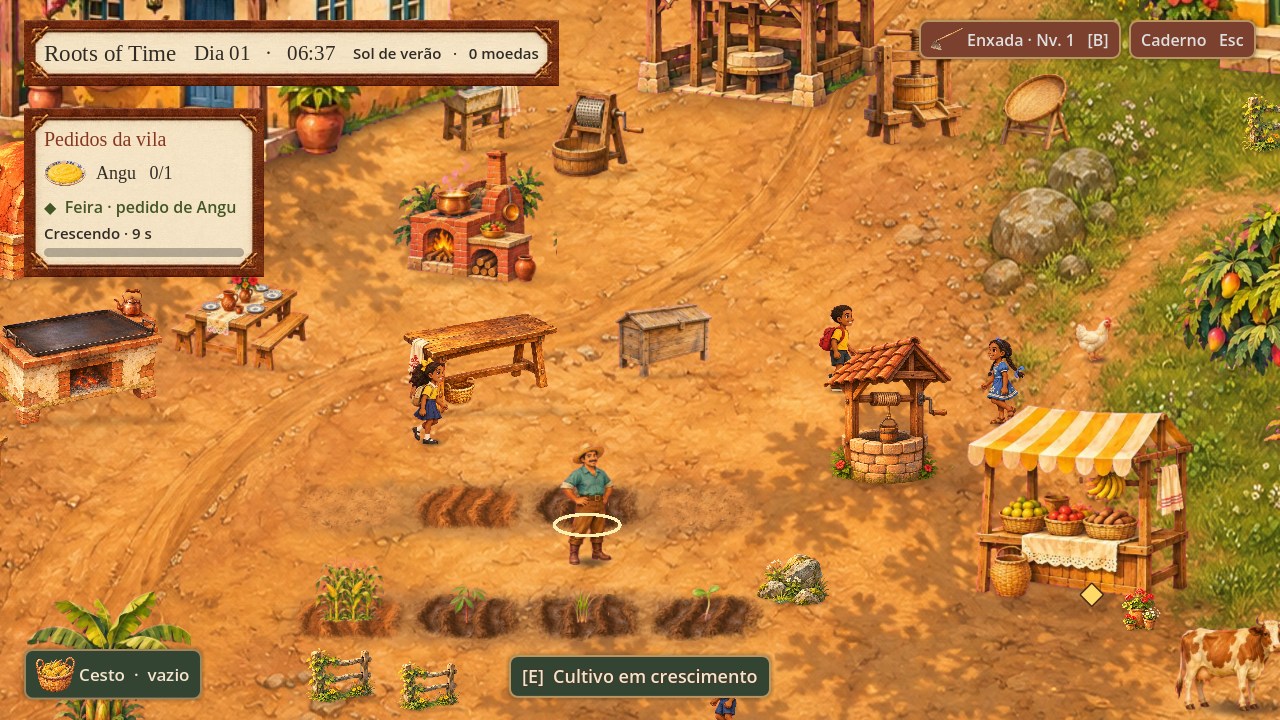 Roots of Time Dia 01 · 06:37 Sol de verão · 0 moedas
Enxada · Nv. 1 [B]
Caderno Esc
Pedidos da vila
Angu 0/1
◆ Feira · pedido de Angu
Crescendo · 9 s
Cesto · vazio
[E] Cultivo em crescimento